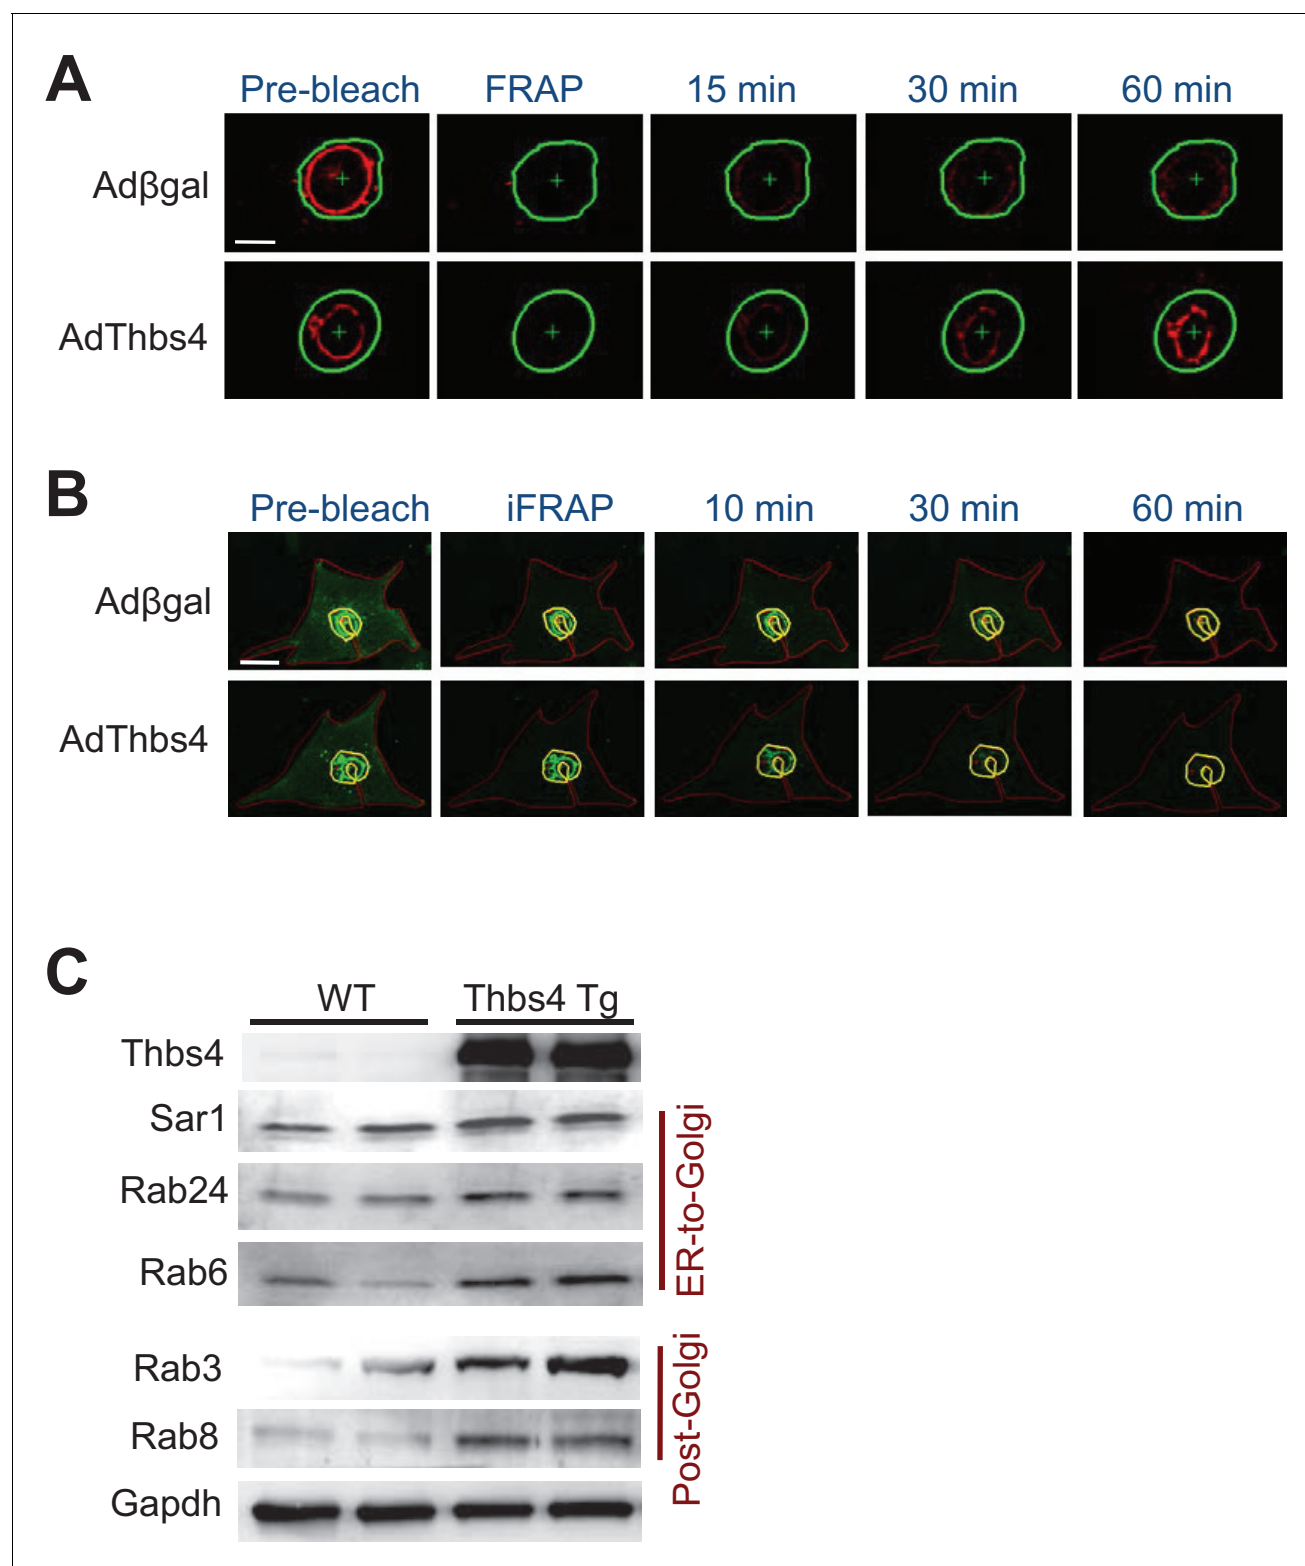 A
Pre-bleach FRAP 15 min 30 min 60 min
Adβgal
AdThbs4
B
Pre-bleach iFRAP 10 min 30 min 60 min
Adβgal
AdThbs4
C
WT Thbs4 Tg
Thbs4
Sar1
Rab24
Rab6
ER-to-Golgi
Rab3
Rab8
Post-Golgi
Gapdh